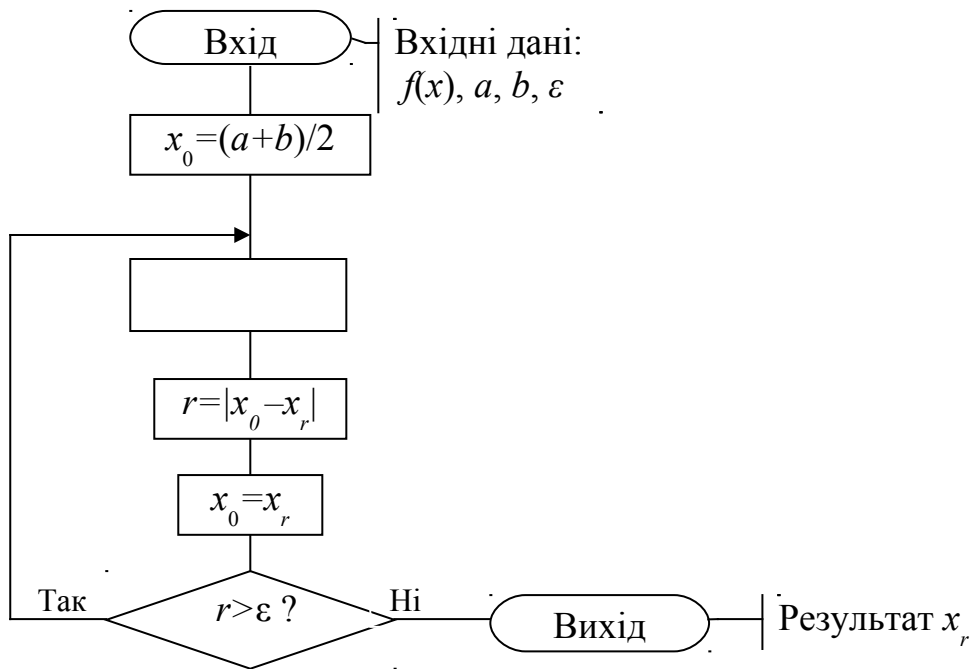 Вхід
Вхідні дані:
f(x), a, b, ε
x₀=(a+b)/2
r=|x₀–xᵣ|
x₀=xᵣ
Так
r>ε ?
Ні
Вихід
Результат xᵣ